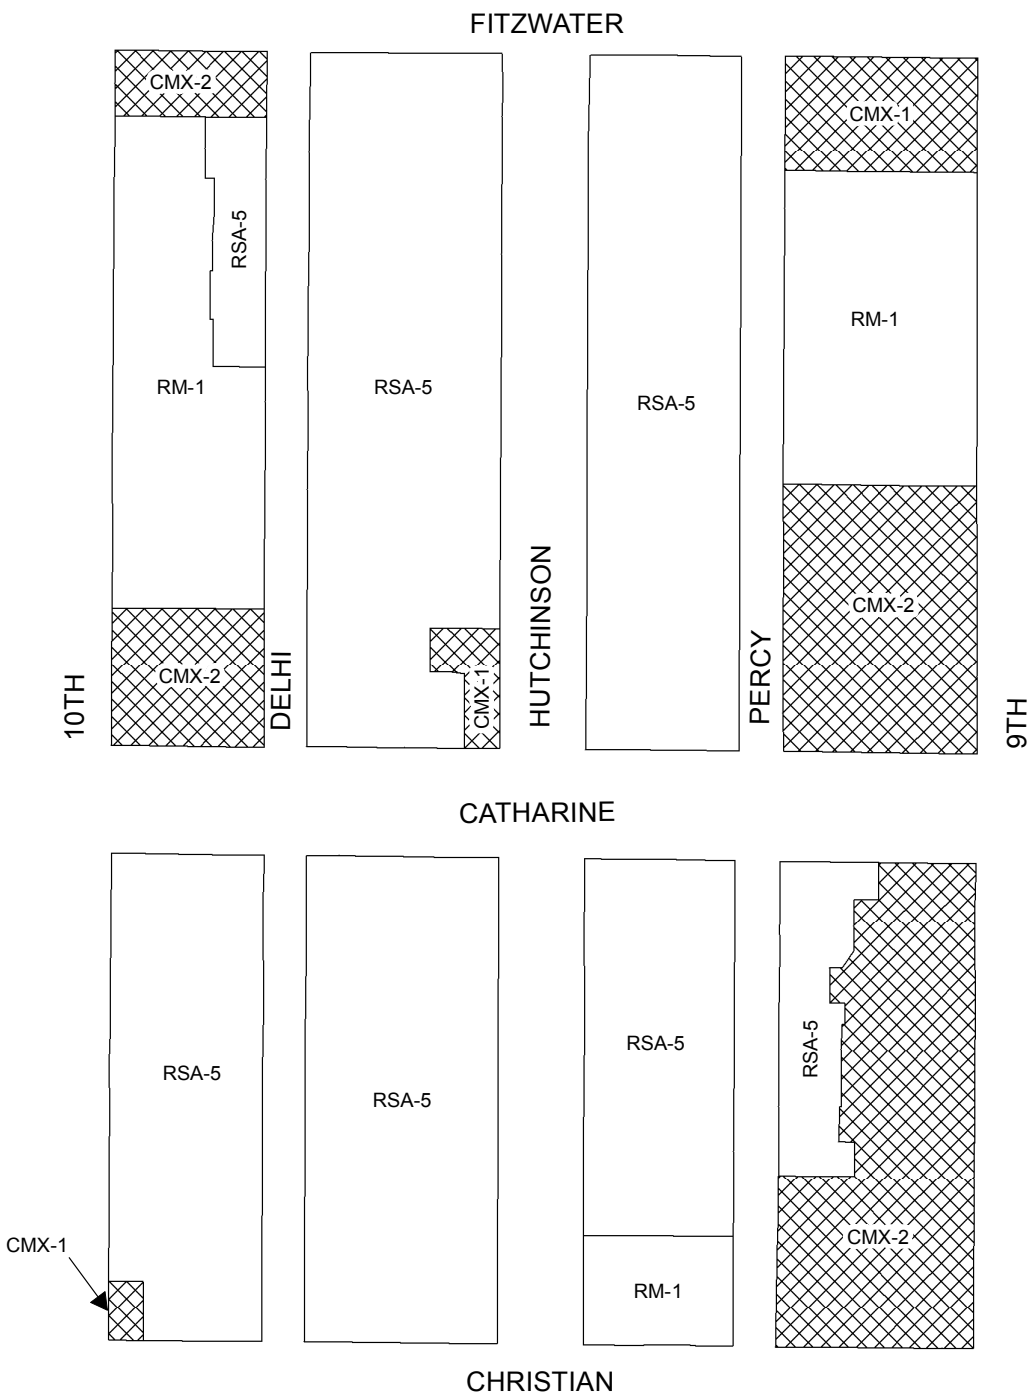 FITZWATER
CMX-2
CMX-1
RSA-5
RM-1
RM-1
RSA-5
RSA-5
CMX-2
CMX-2
CMX-1
10TH
DELHI
HUTCHINSON
PERCY
9TH
CATHARINE
RSA-5
RSA-5
RSA-5
RSA-5
CMX-2
CMX-1
RM-1
CHRISTIAN